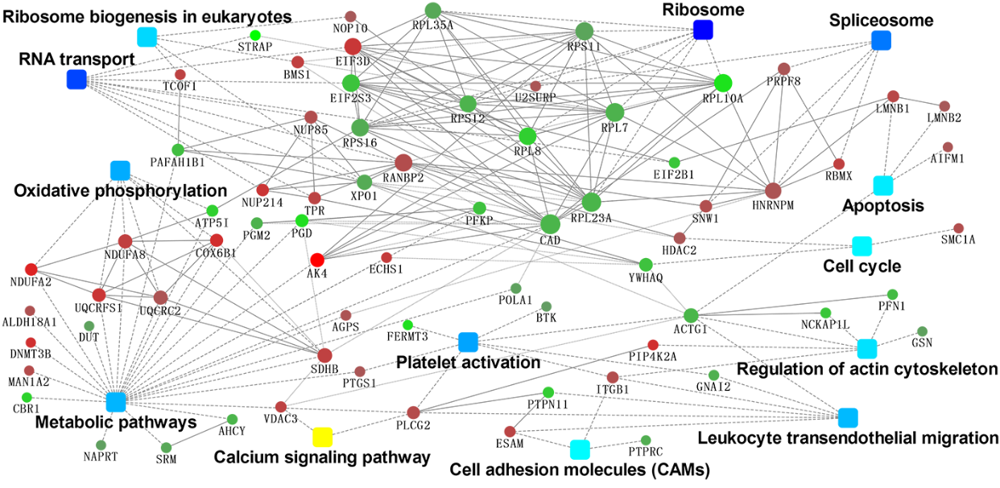 Ribosome biogenesis in eukaryotes
NOP10
RPL35A
Ribosome
Spliceosome
STRAP
RPS11
RNA transport
EIF3D
BMS1
TCOF1
U2SURP
PRPF8
EIF2S3
RPL10A
LMNB1
RPS12
LMNB2
NUP85
RPL7
RPS16
RPL8
PAFAH1B1
AIFM1
EIF2B1
RBMX
RANBP2
Oxidative phosphorylation
XPO1
NUP214
TPR
HNRNPM
Apoptosis
SNW1
RPL23A
ATP5I
PFKP
PGM2
PGD
CAD
SMC1A
HDAC2
NDUFA8
COX6B1
Cell cycle
AK4
ECHS1
NDUFA2
YWHAQ
POLA1
UQCRFS1
UQCRC2
PFN1
ALDH18A1
BTK
AGPS
NCKAP1L
ACTG1
DUT
FERMT3
GSN
DNMT3B
PIP4K2A
Platelet activation
SDHB
Regulation of actin cytoskeleton
MAN1A2
PTGS1
ITGB1
GNAI2
CBR1
PTPN11
Metabolic pathways
VDAC3
PLCG2
AHCY
Leukocyte transendothelial migration
ESAM
NAPRT
SRM
Calcium signaling pathway
PTPRC
Cell adhesion molecules (CAMs)